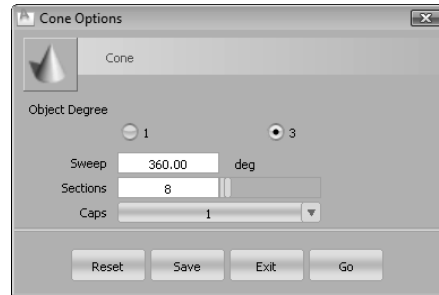 Cone Options
Cone
Object Degree
1 3
Sweep 360.00 deg
Sections 8
Caps 1
Reset Save Exit Go